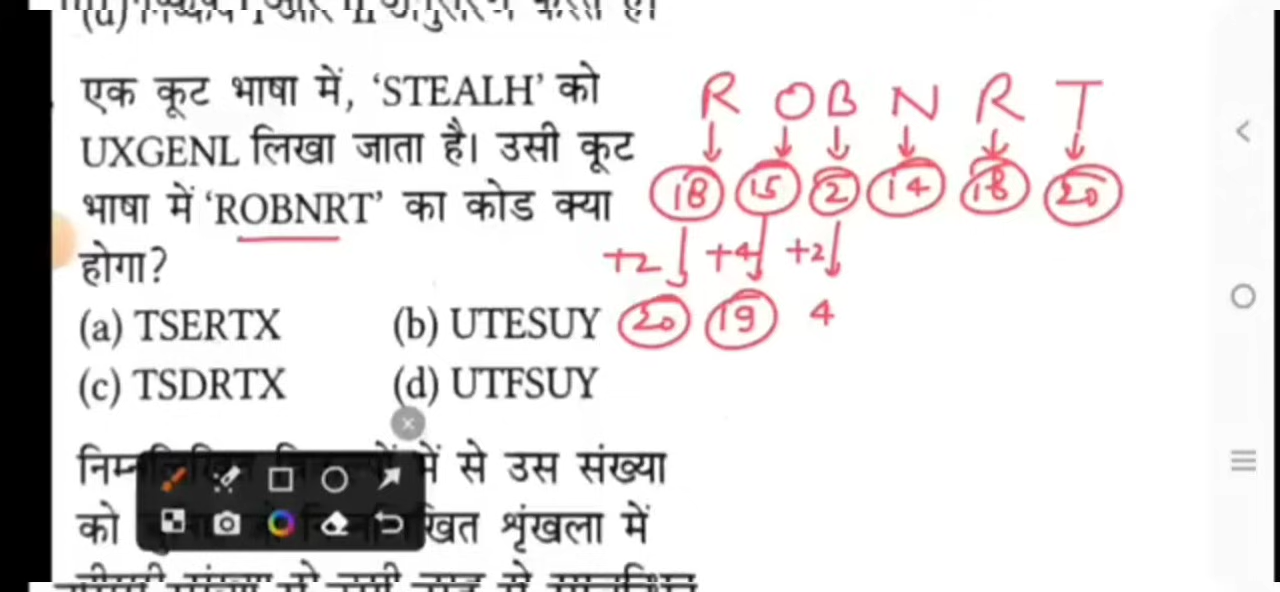 एक कूट भाषा में, ‘STEALH’ को
UXGENL लिखा जाता है। उसी कूट
भाषा में ‘ROBNRT’ का कोड क्या
होगा?
(a) TSERTX (b) UTESUY
(c) TSDRTX (d) UTFSUY
R O B N R T
18 15 2 14 18 20
+2 +4 +2
20 19 4
में से उस संख्या
को
शृंखला में